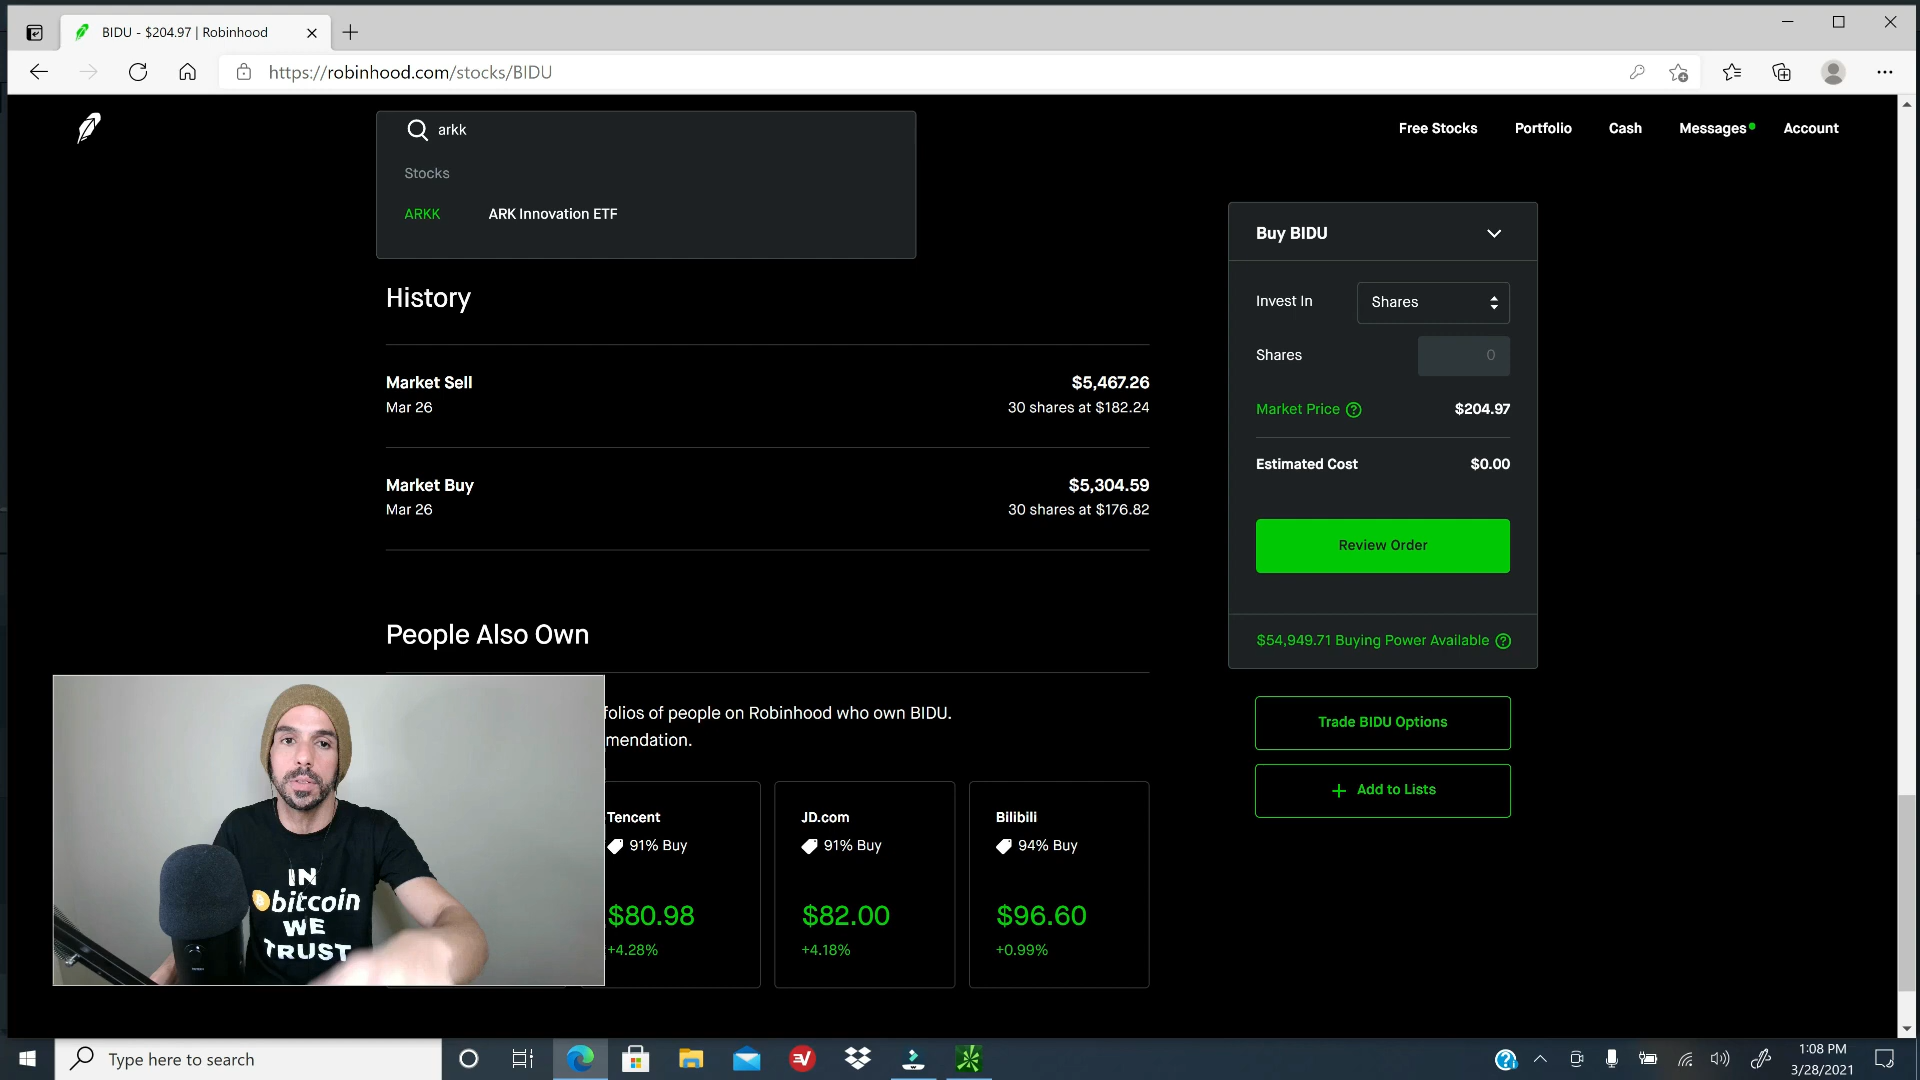 BIDU - $204.97 | Robinhood
https://robinhood.com/stocks/BIDU
arkk
Free Stocks
Portfolio
Cash
Messages
Account
Stocks
ARKK
ARK Innovation ETF
Buy BIDU
Invest In
Shares
Shares
0
Market Price
$204.97
Estimated Cost
$0.00
Review Order
$54,949.71 Buying Power Available
Trade BIDU Options
Add to Lists
History
Market Sell
$5,467.26
Mar 26
30 shares at $182.24
Market Buy
$5,304.59
Mar 26
30 shares at $176.82
People Also Own
folios of people on Robinhood who own BIDU.
mendation.
Tencent
91% Buy
$80.98
+4.28%
JD.com
91% Buy
$82.00
+4.18%
Bilibili
94% Buy
$96.60
+0.99%
IN
bitcoin
WE
TRUST
Type here to search
1:08 PM
3/28/2021